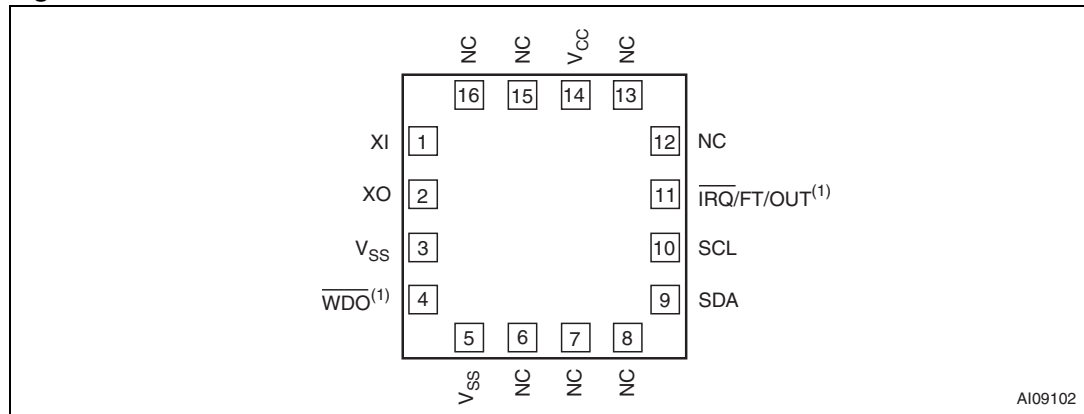 NC NC VCC NC
16 15 14 13
XI 1 12 NC
XO 2 11 IRQ/FT/OUT(1)
VSS 3 10 SCL
WDO(1) 4 9 SDA
5 6 7 8
VSS NC NC NC
AI09102